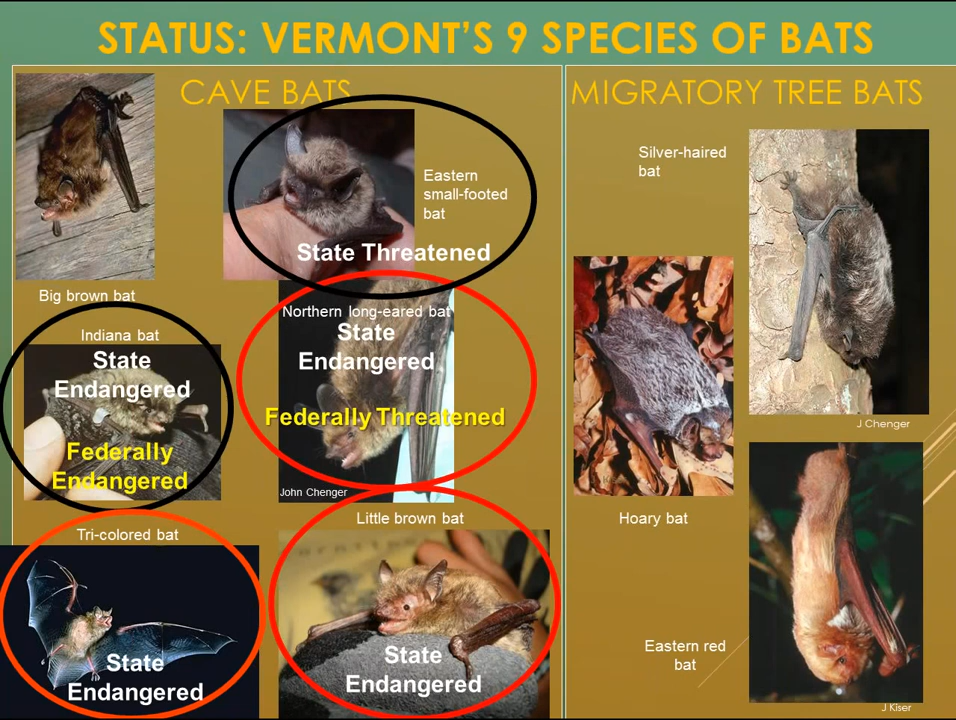 STATUS: VERMONT'S 9 SPECIES OF BATS
CAVE BATS
Eastern
small-footed
bat
State Threatened
Big brown bat
Northern long-eared bat
State
Endangered
Federally Threatened
John Chenger
Indiana bat
State
Endangered
Federally
Endangered
Tri-colored bat
State
Endangered
Little brown bat
State
Endangered
MIGRATORY TREE BATS
Silver-haired
bat
J Chenger
Hoary bat
Eastern red
bat
J Kiser